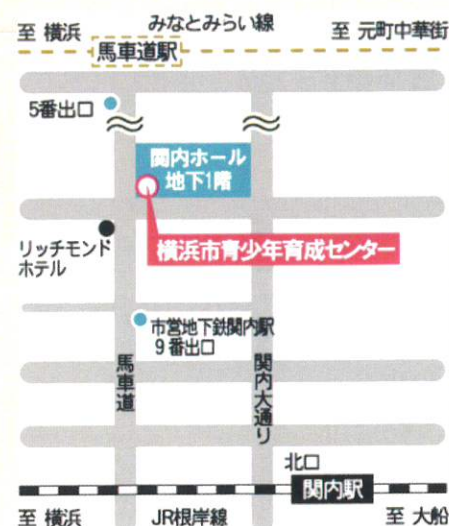 至 横浜
みなとみらい線
至 元町中華街
馬車道駅
5番出口
関内ホール
地下1階
横浜市青少年育成センター
リッチモンド
ホテル
市営地下鉄関内駅
9番出口
馬車道
関内大通り
北口
関内駅
至 横浜
JR根岸線
至 大船